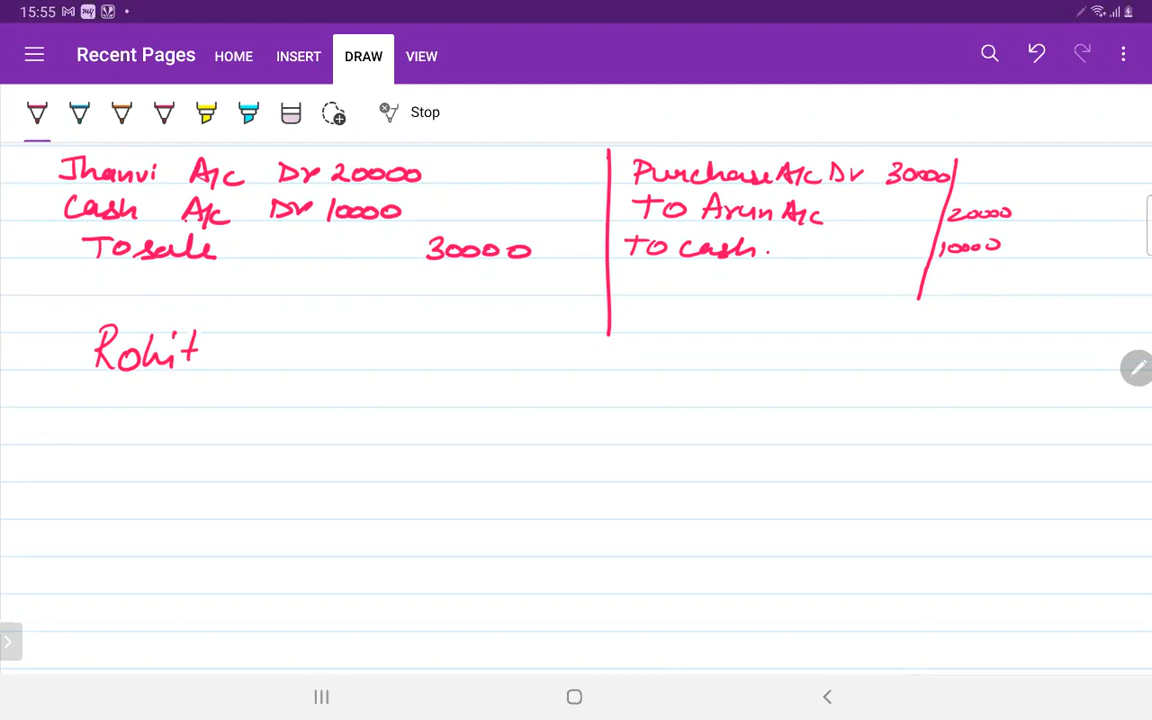 15:55
Recent Pages HOME INSERT DRAW VIEW
Stop
Jhanvi A/c Dr 20000
Cash A/c Dr 10000
To sale 30000
Purchase A/c Dr 30000
To Arun A/c 20000
To cash. 10000
Rohit